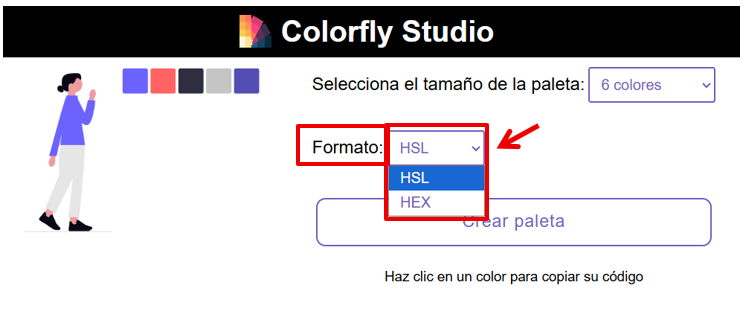 Colorfly Studio
Selecciona el tamaño de la paleta: 6 colores
Formato: HSL
HSL
HEX
Crear paleta
Haz clic en un color para copiar su código